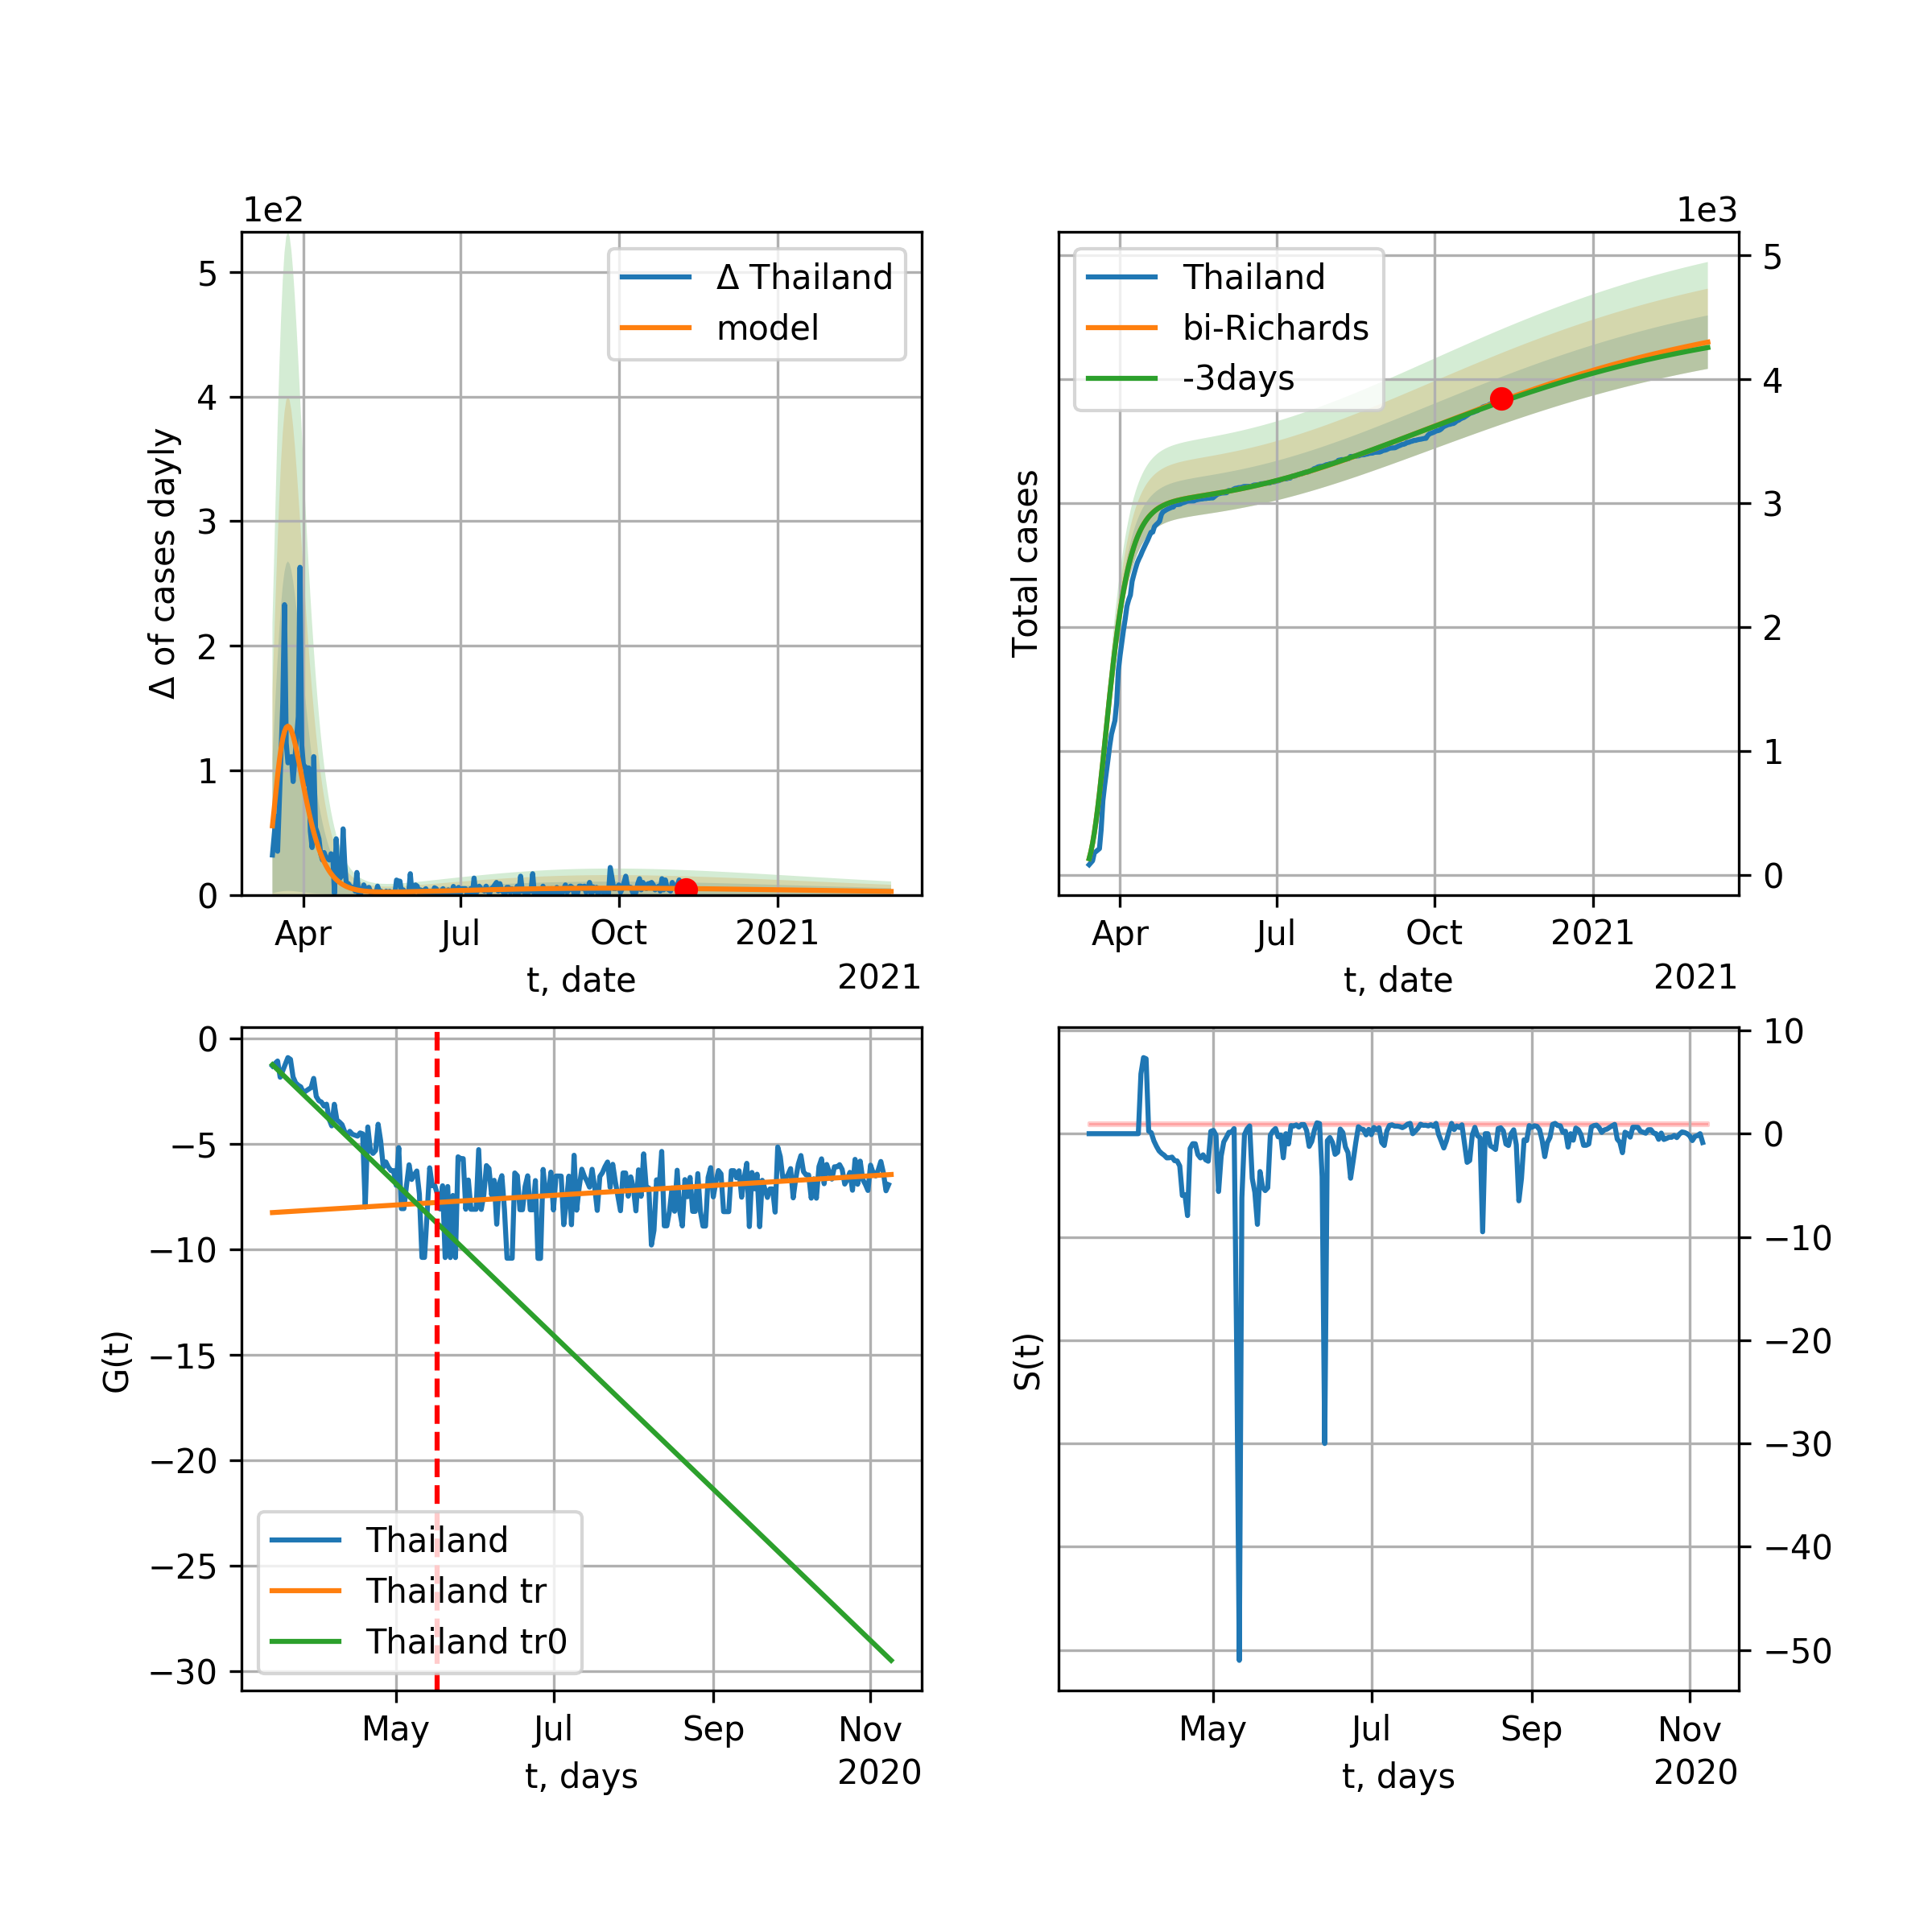 1e2
5
4
3
2
1
0
Δ of cases dayly
Δ Thailand
model
Apr Jul Oct 2021
t, date
2021
1e3
5
4
3
2
1
0
Total cases
Thailand
bi-Richards
-3days
Apr Jul Oct 2021
t, date
2021
0
−5
−10
−15
−20
−25
−30
G(t)
Thailand
Thailand tr
Thailand tr0
May Jul Sep Nov
t, days
2020
10
0
−10
−20
−30
−40
−50
S(t)
May Jul Sep Nov
t, days
2020